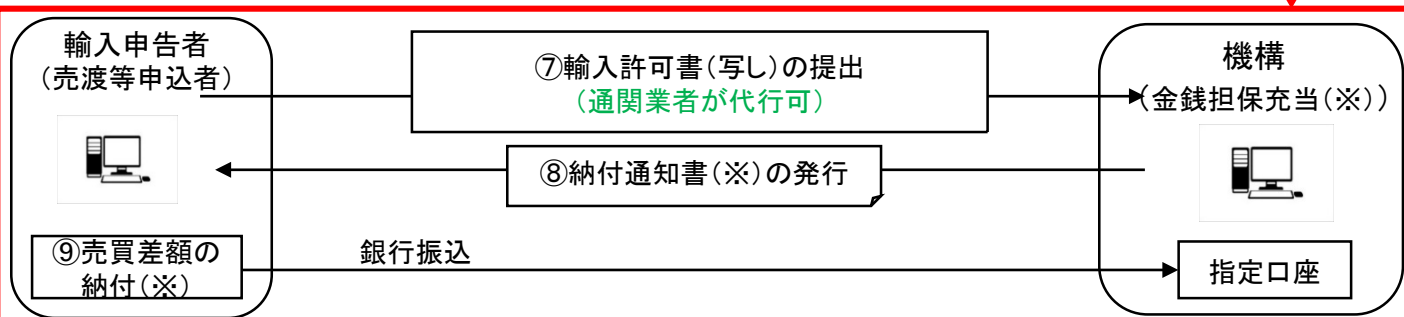 輸入申告者
(売渡等申込者)
⑦輸入許可書(写し)の提出
(通関業者が代行可)
機構
(金銭担保充当(※))
⑧納付通知書(※)の発行
⑨売買差額の
納付(※)
銀行振込
指定口座